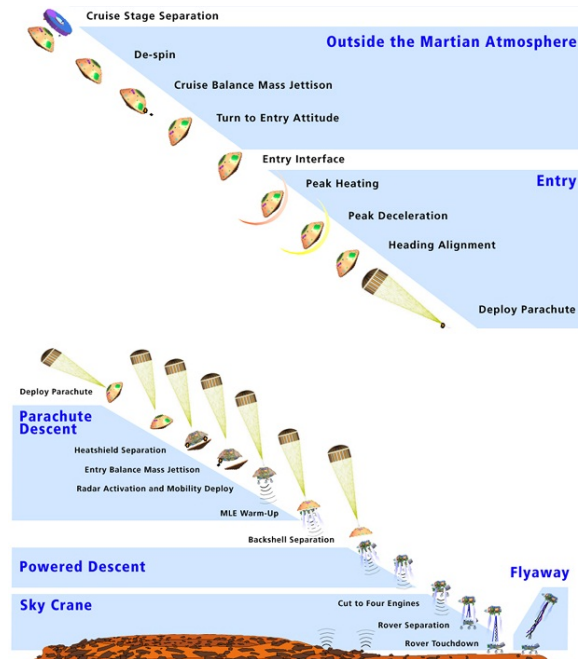 Cruise Stage Separation
Outside the Martian Atmosphere
De-spin
Cruise Balance Mass Jettison
Turn to Entry Attitude
Entry Interface
Entry
Peak Heating
Peak Deceleration
Heading Alignment
Deploy Parachute
Deploy Parachute
Parachute
Descent
Heatshield Separation
Entry Balance Mass Jettison
Radar Activation and Mobility Deploy
MLE Warm-Up
Backshell Separation
Powered Descent
Flyaway
Sky Crane
Cut to Four Engines
Rover Separation
Rover Touchdown